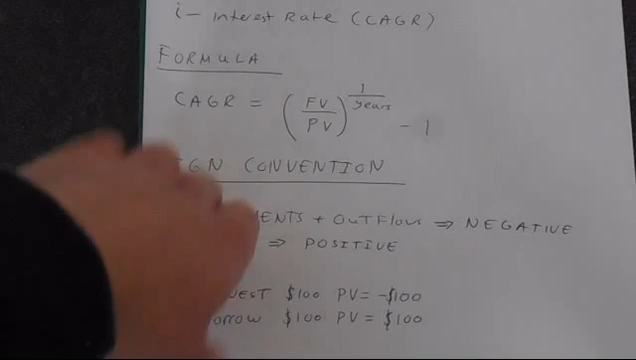 i - Interest Rate (CAGR)
FORMULA
CAGR = (FV/PV)^1/years - 1
CONVENTION
+ OUTFLOWS ⇒ NEGATIVE
⇒ POSITIVE
$100 PV = -$100
$100 PV = $100